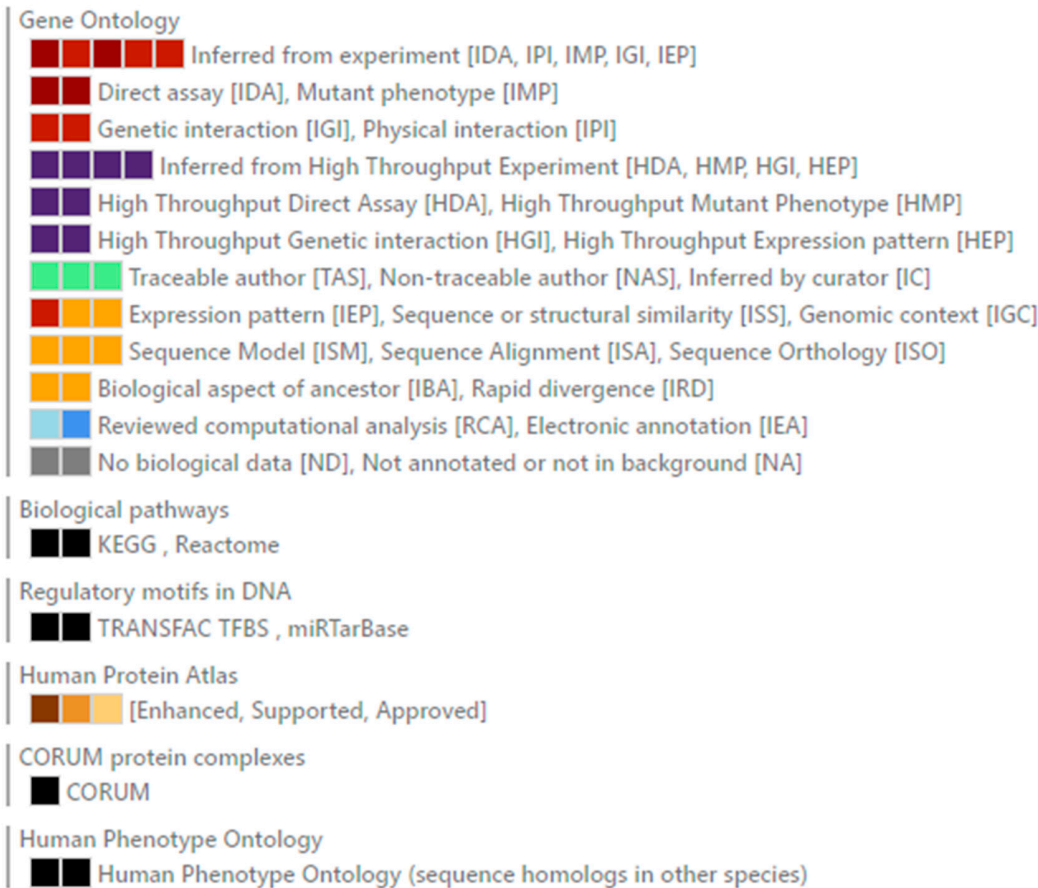 Gene Ontology
Inferred from experiment [IDA, IPI, IMP, IGI, IEP]
Direct assay [IDA], Mutant phenotype [IMP]
Genetic interaction [IGI], Physical interaction [IPI]
Inferred from High Throughput Experiment [HDA, HMP, HGI, HEP]
High Throughput Direct Assay [HDA], High Throughput Mutant Phenotype [HMP]
High Throughput Genetic interaction [HGI], High Throughput Expression pattern [HEP]
Traceable author [TAS], Non-traceable author [NAS], Inferred by curator [IC]
Expression pattern [IEP], Sequence or structural similarity [ISS], Genomic context [IGC]
Sequence Model [ISM], Sequence Alignment [ISA], Sequence Orthology [ISO]
Biological aspect of ancestor [IBA], Rapid divergence [IRD]
Reviewed computational analysis [RCA], Electronic annotation [IEA]
No biological data [ND], Not annotated or not in background [NA]
Biological pathways
KEGG , Reactome
Regulatory motifs in DNA
TRANSFAC TFBS , miRTarBase
Human Protein Atlas
[Enhanced, Supported, Approved]
CORUM protein complexes
CORUM
Human Phenotype Ontology
Human Phenotype Ontology (sequence homologs in other species)